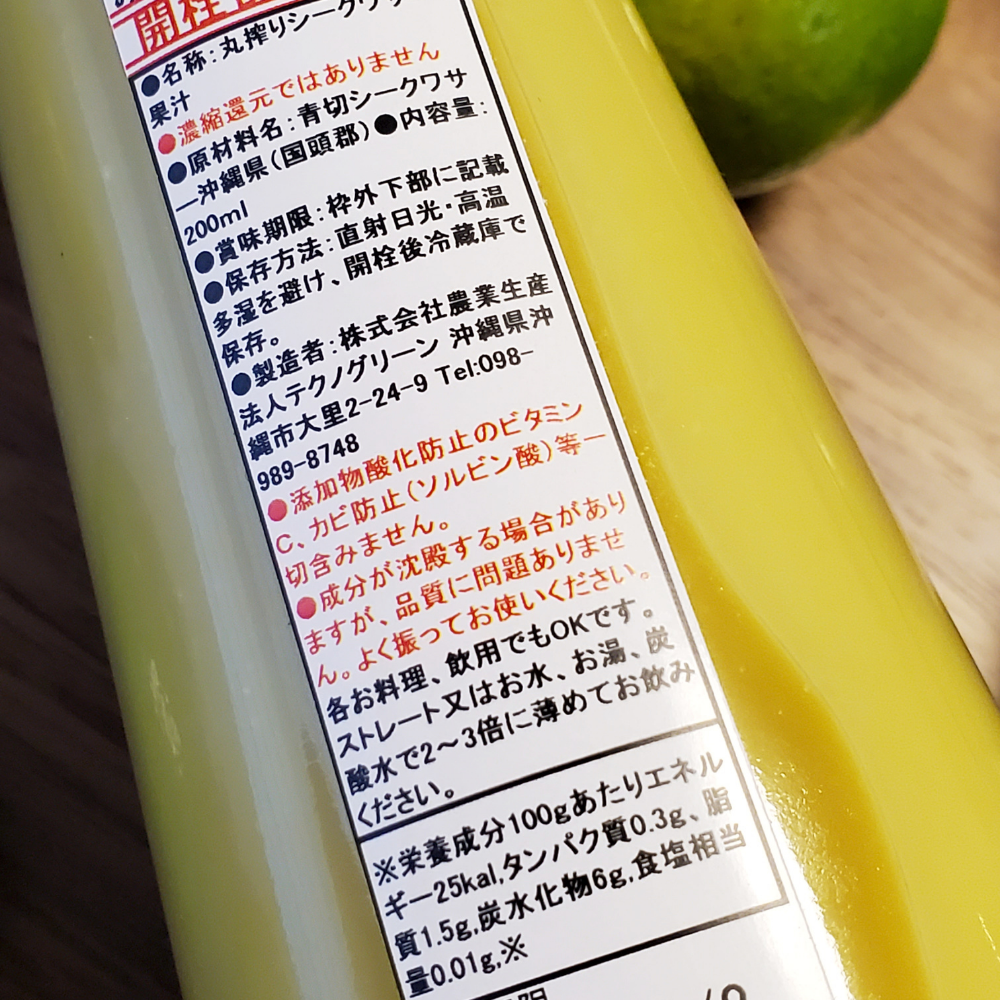 開栓
●名称：丸搾りシークワサー
果汁
●濃縮還元ではありません
●原材料名：青切シークワサ
ー沖縄県（国頭郡）●内容量：
200ml
●賞味期限：枠外下部に記載
●保存方法：直射日光・高温
多湿を避け、開栓後冷蔵庫で
保存。
●製造者：株式会社農業生産
法人テクノグリーン 沖縄県沖
縄市大里2-24-9 Tel:098-
989-8748
●添加物酸化防止のビタミン
C、カビ防止（ソルビン酸）等一
切含みません。
●成分が沈殿する場合があり
ますが、品質に問題ありませ
ん。よく振ってお使いください。
各お料理、飲用でもOKです。
ストレート又はお水、お湯、炭
酸水で2～3倍に薄めてお飲み
ください。
※栄養成分100gあたりエネル
ギー25kal,タンパク質0.3g、脂
質1.5g,炭水化物6g,食塩相当
量0.01g,※